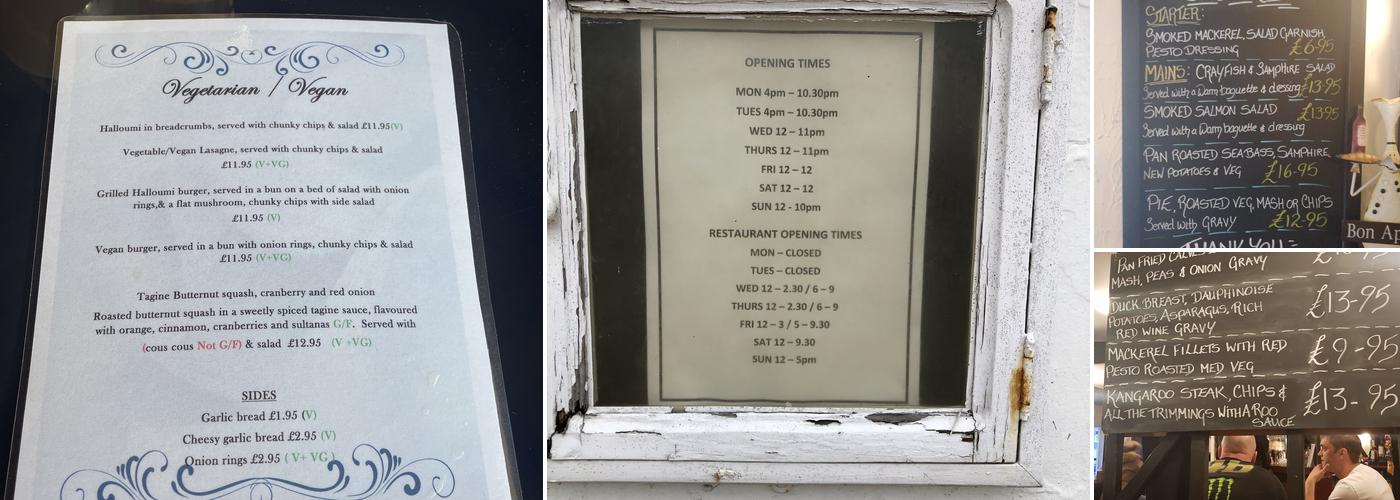 Vegetarian / Vegan
Halloumi in breadcrumbs, served with chunky chips & salad £11.95(V)
Vegetable/Vegan Lasagne, served with chunky chips & salad
£11.95 (V+VG)
Grilled Halloumi burger, served in a bun on a bed of salad with onion
rings,& a flat mushroom, chunky chips with side salad
£11.95 (V)
Vegan burger, served in a bun with onion rings, chunky chips & salad
£11.95 (V+VG)
Tagine Butternut squash, cranberry and red onion
Roasted butternut squash in a sweetly spiced tagine sauce, flavoured
with orange, cinnamon, cranberries and sultanas G/F. Served with
(cous cous Not G/F) & salad £12.95 (V +VG)
SIDES
Garlic bread £1.95 (V)
Cheesy garlic bread £2.95 (V)
Onion rings £2.95 ( V+ VG )
OPENING TIMES
MON 4pm – 10.30pm
TUES 4pm – 10.30pm
WED 12 – 11pm
THURS 12 – 11pm
FRI 12 – 12
SAT 12 – 12
SUN 12 - 10pm
RESTAURANT OPENING TIMES
MON – CLOSED
TUES – CLOSED
WED 12 – 2.30 / 6 – 9
THURS 12 – 2.30 / 6 – 9
FRI 12 – 3 / 5 – 9.30
SAT 12 – 9.30
SUN 12 – 5pm
STARTER:
SMOKED MACKEREL, SALAD GARNISH,
PESTO DRESSING £6-95
MAINS: CRAYFISH & SAMPHIRE SALAD
Served with a Warm baguette & dressing £13-95
SMOKED SALMON SALAD £1395
Served with a Warm baguette & dressing
PAN ROASTED SEABASS, SAMPHIRE,
NEW POTATOES & VEG £16-95
PIE, ROASTED VEG, MASH OR CHIPS
Served with GRAVY £12-95
THANK YOU
Bon Ap
PAN FRIED
MASH, PEAS & ONION GRAVY
DUCK BREAST, DAUPHINOISE
POTATOES, ASPARAGUS, RICH
RED WINE GRAVY £13-95
MACKEREL FILLETS WITH RED
PESTO ROASTED MED VEG £9-95
KANGAROO STEAK, CHIPS &
ALL THE TRIMMINGS WITH A ROO
SAUCE £13-95